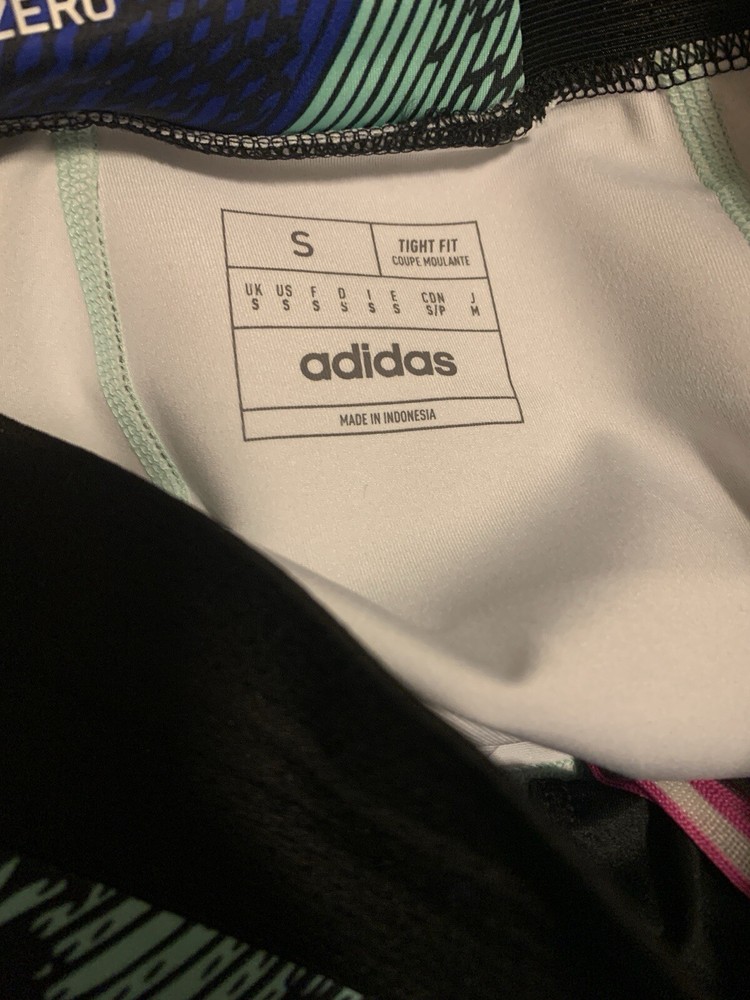 ZERO
S
TIGHT FIT
COUPE MOULANTE
UK US F D I E CDN J
S S S S S S S/P M
adidas
MADE IN INDONESIA